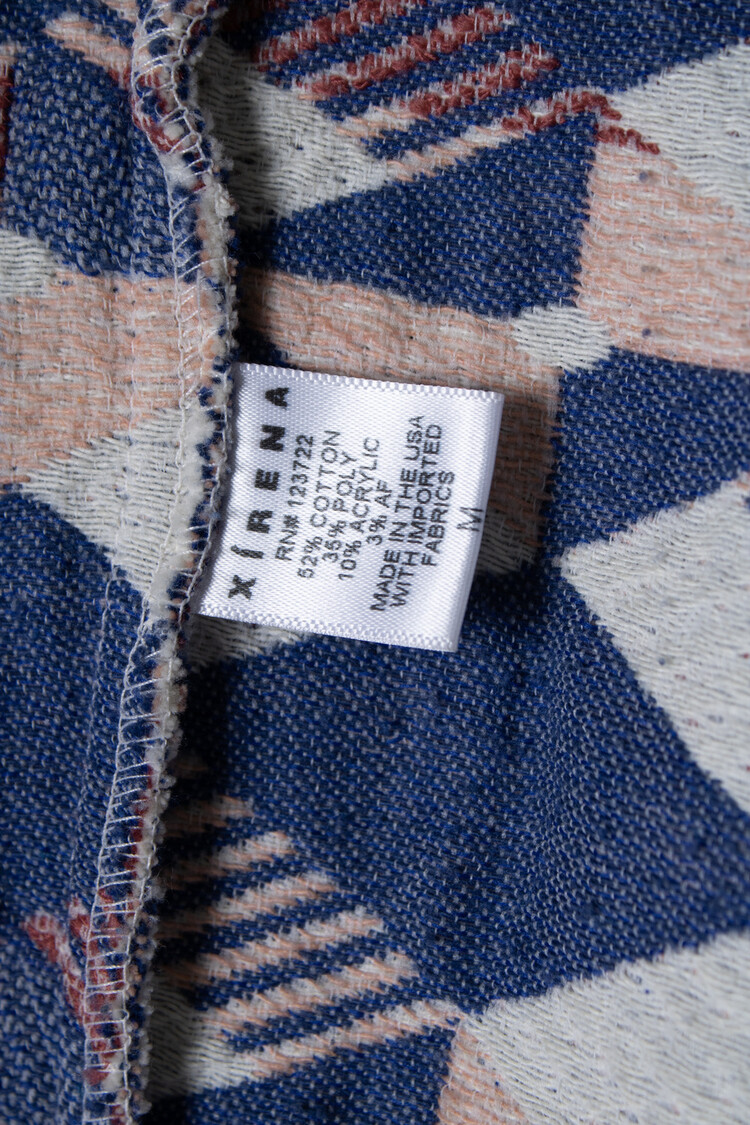 XÍRENA
RN# 123722
52% COTTON
35% POLY
10% ACRYLIC
3% AF
MADE IN THE USA
WITH IMPORTED
FABRICS
M